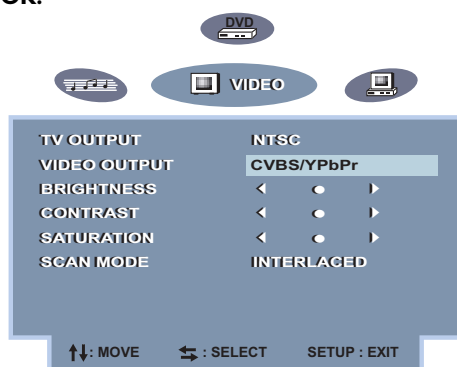 OK.
DVD
VIDEO
TV OUTPUT NTSC
VIDEO OUTPUT CVBS/YPbPr
BRIGHTNESS
CONTRAST
SATURATION
SCAN MODE INTERLACED
: MOVE : SELECT SETUP : EXIT